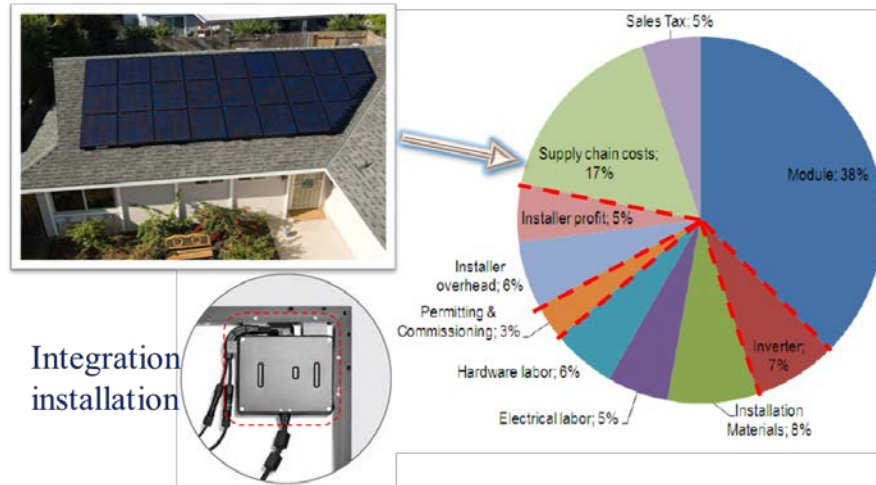 Sales Tax; 5%
Supply chain costs;
17%
Module; 38%
Installer profit; 5%
Installer
overhead; 6%
Permitting &
Commissioning; 3%
Inverter;
7%
Hardware labor; 6%
Installation
Materials; 8%
Electrical labor; 5%
Integration
installation